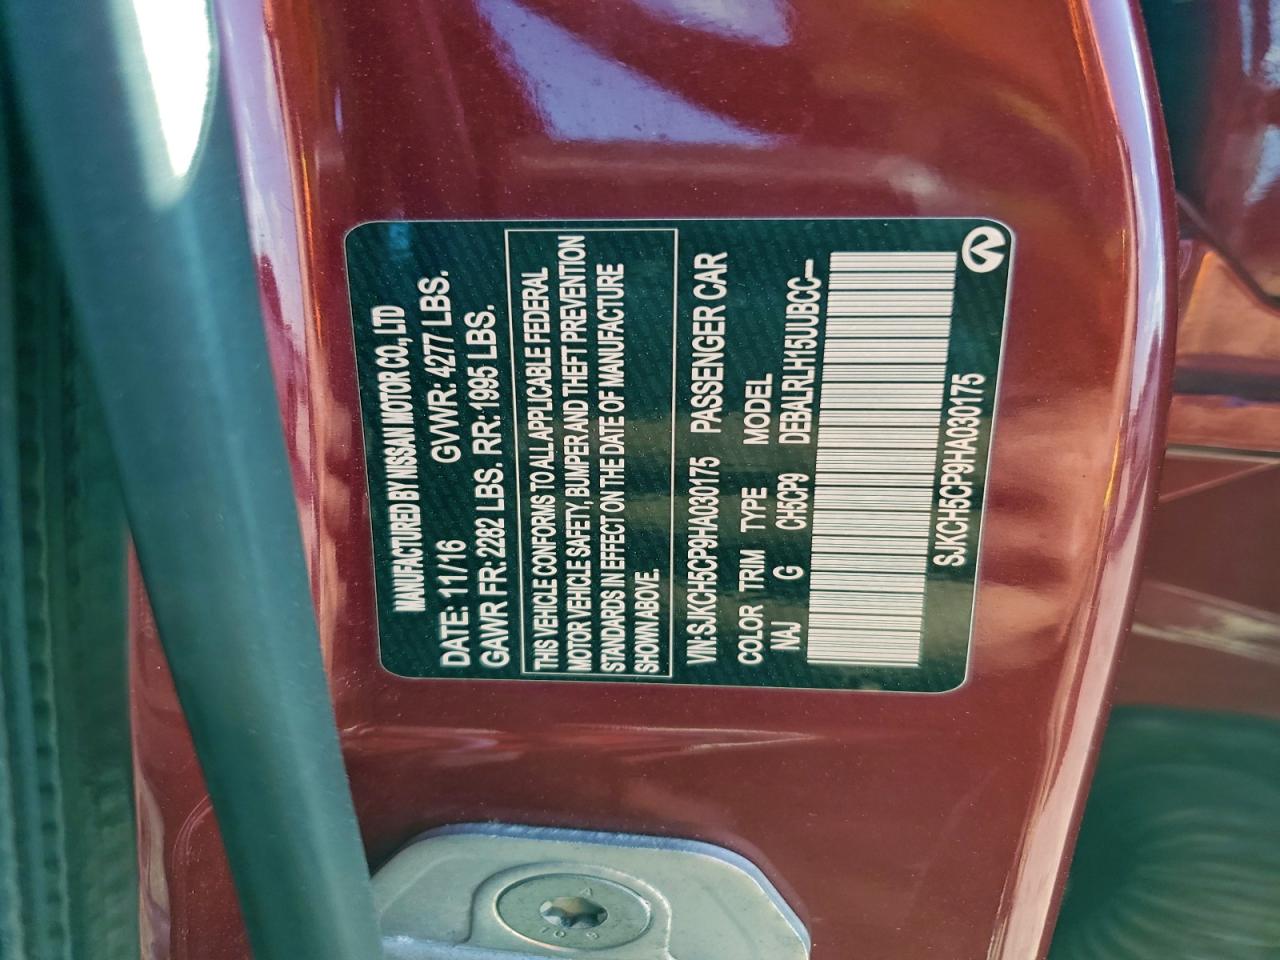 MANUFACTURED BY NISSAN MOTOR CO.,LTD
DATE: 11/16 GVWR: 4277 LBS.
GAWR FR: 2282 LBS. RR: 1995 LBS.
THIS VEHICLE CONFORMS TO ALL APPLICABLE FEDERAL
MOTOR VEHICLE SAFETY, BUMPER AND THEFT PREVENTION
STANDARDS IN EFFECT ON THE DATE OF MANUFACTURE
SHOWN ABOVE.
VIN: SJKCH5CP9HA030175 PASSENGER CAR
COLOR TRIM TYPE MODEL
NAJ G CH5CP9 DEBALRLH15UUBCC--
SJKCH5CP9HA030175